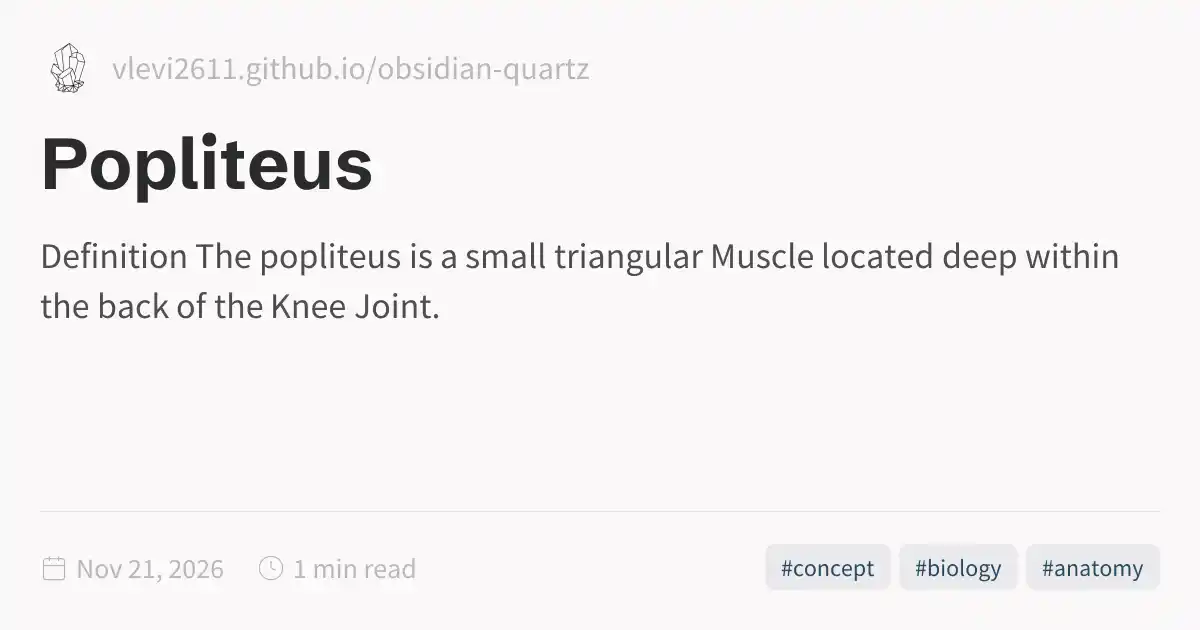 vlevi2611.github.io/obsidian-quartz
Popliteus
Definition The popliteus is a small triangular Muscle located deep within
the back of the Knee Joint.
Nov 21, 2026 1 min read #concept #biology #anatomy